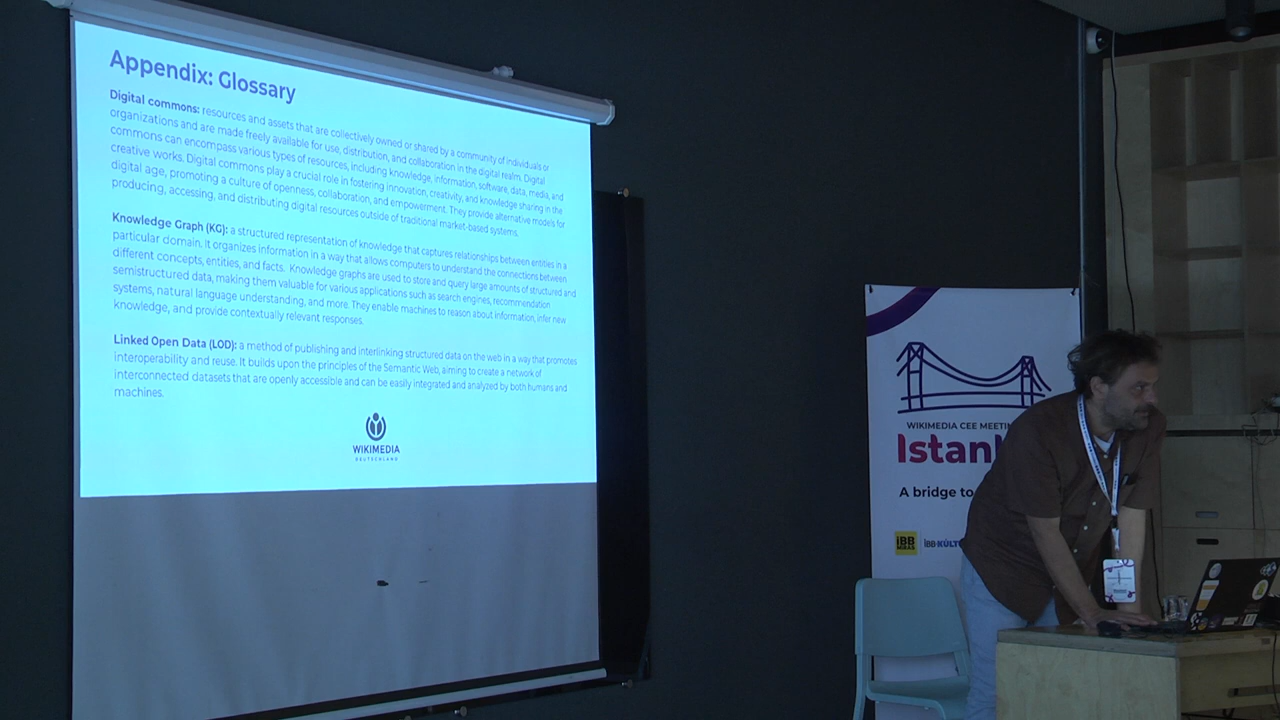 Appendix: Glossary
Digital commons: resources and assets that are collectively owned or shared by a community of individuals or
organizations and are made freely available for use, distribution, and collaboration in the digital realm. Digital
commons can encompass various types of resources, including knowledge, information, software, data, media, and
creative works. Digital commons play a crucial role in fostering innovation, creativity, and knowledge sharing in the
digital age, promoting a culture of openness, collaboration, and empowerment. They provide alternative models for
producing, accessing, and distributing digital resources outside of traditional market-based systems.
Knowledge Graph (KG): a structured representation of knowledge that captures relationships between entities in a
particular domain. It organizes information in a way that allows computers to understand the connections between
different concepts, entities, and facts. Knowledge graphs are used to store and query large amounts of structured and
semistructured data, making them valuable for various applications such as search engines, recommendation
systems, natural language understanding, and more. They enable machines to reason about information, infer new
knowledge, and provide contextually relevant responses.
Linked Open Data (LOD): a method of publishing and interlinking structured data on the web in a way that promotes
interoperability and reuse. It builds upon the principles of the Semantic Web, aiming to create a network of
interconnected datasets that are openly accessible and can be easily integrated and analyzed by both humans and
machines.
WIKIMEDIA
DEUTSCHLAND
WIKIMEDIA CEE MEETIN
Istan
A bridge to
iBB
MİRAS
İBB KÜLT